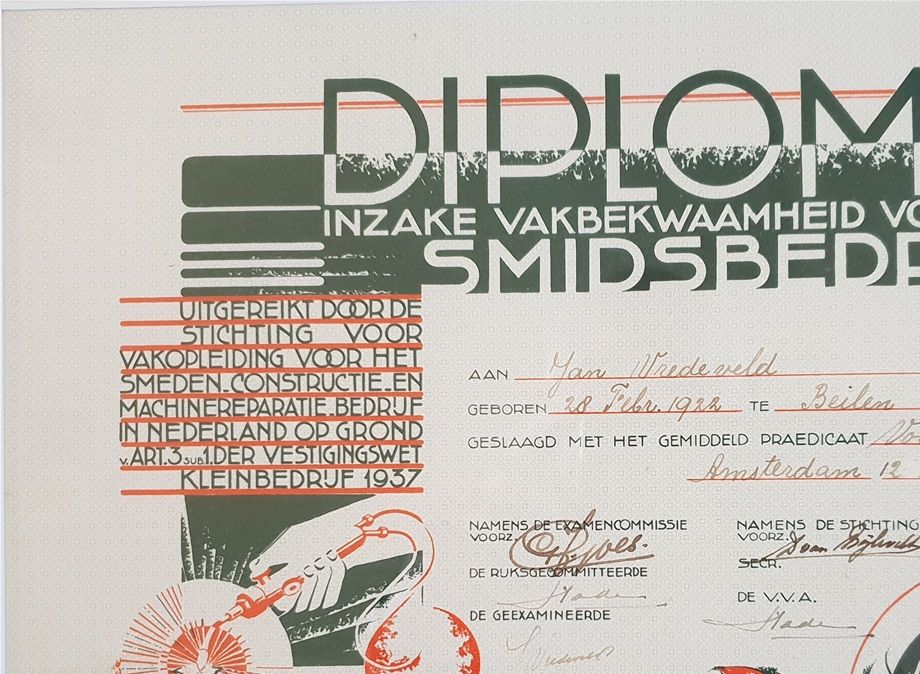 DIPLOM
INZAKE VAKBEKWAAMHEID VO
SMIDSBEDR
UITGEREIKT DOOR DE
STICHTING VOOR
VAKOPLEIDING VOOR HET
SMEDEN-CONSTRUCTIE-EN
MACHINEREPARATIE-BEDRIJF
IN NEDERLAND OP GROND
v. ART. 3 SUB 1. DER VESTIGINGSWET
KLEINBEDRIJF 1937
AAN Jan Vredeveld
GEBOREN 28 Febr. 1922 TE Beilen
GESLAAGD MET HET GEMIDDELD PRAEDICAAT Vo
Amsterdam 12
NAMENS DE EXAMENCOMMISSIE
VOORZ.
DE RIJKSGECOMMITTEERDE
DE GEEXAMINEERDE
Vredeveld
NAMENS DE STICHTING
VOORZ.
SECR.
DE V.V.A.